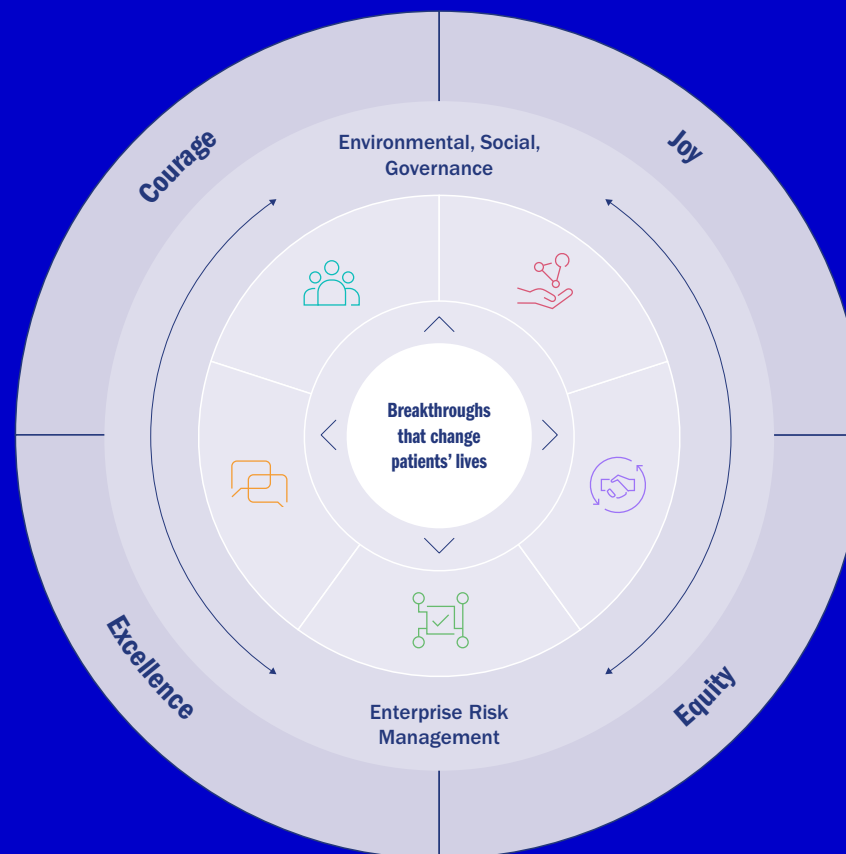 Courage
Joy
Environmental, Social,
Governance
Breakthroughs
that change
patients’ lives
Excellence
Equity
Enterprise Risk
Management